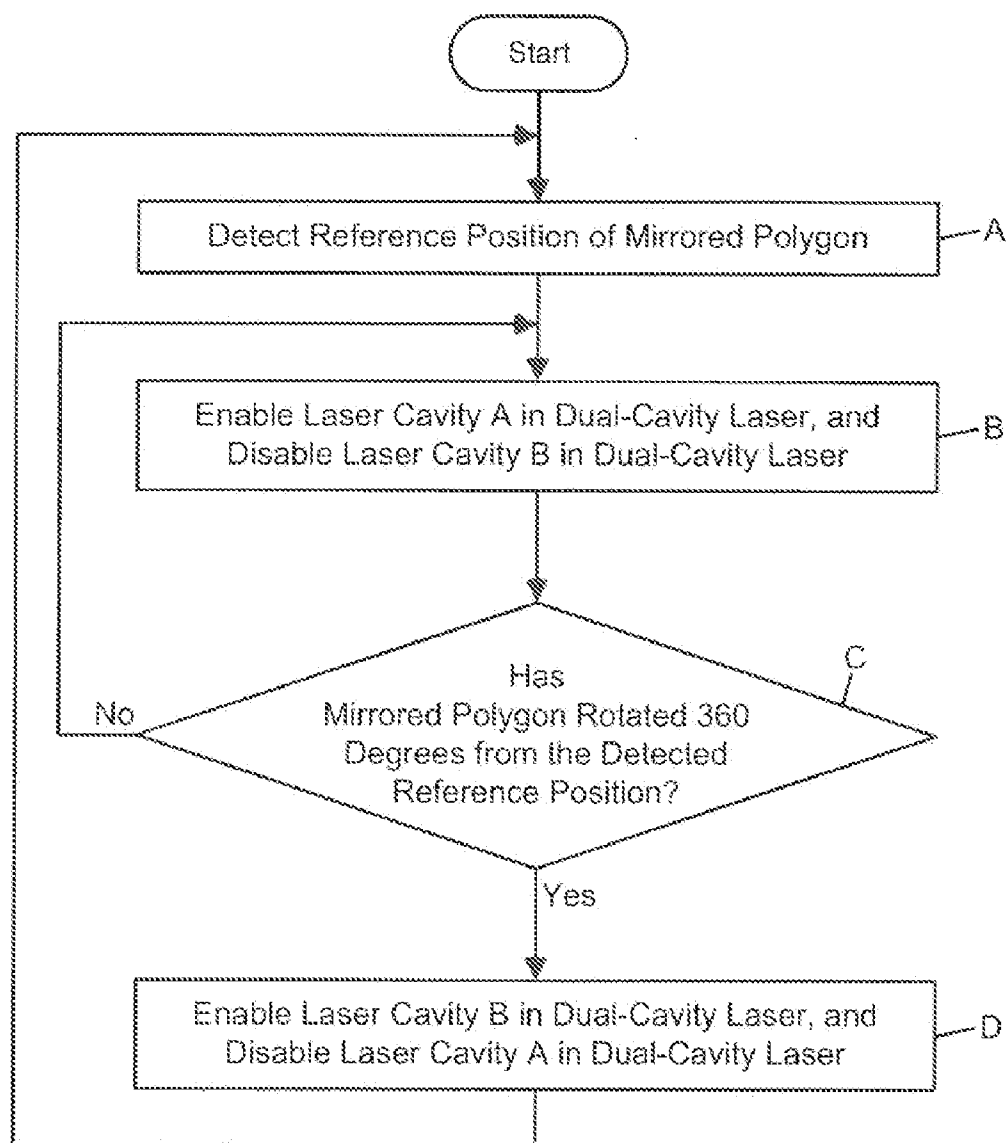 Start
Detect Reference Position of Mirrored Polygon
A
Enable Laser Cavity A in Dual-Cavity Laser, and
Disable Laser Cavity B in Dual-Cavity Laser
B
C
Has
Mirrored Polygon Rotated 360
Degrees from the Detected
Reference Position?
No
Yes
Enable Laser Cavity B in Dual-Cavity Laser, and
Disable Laser Cavity A in Dual-Cavity Laser
D